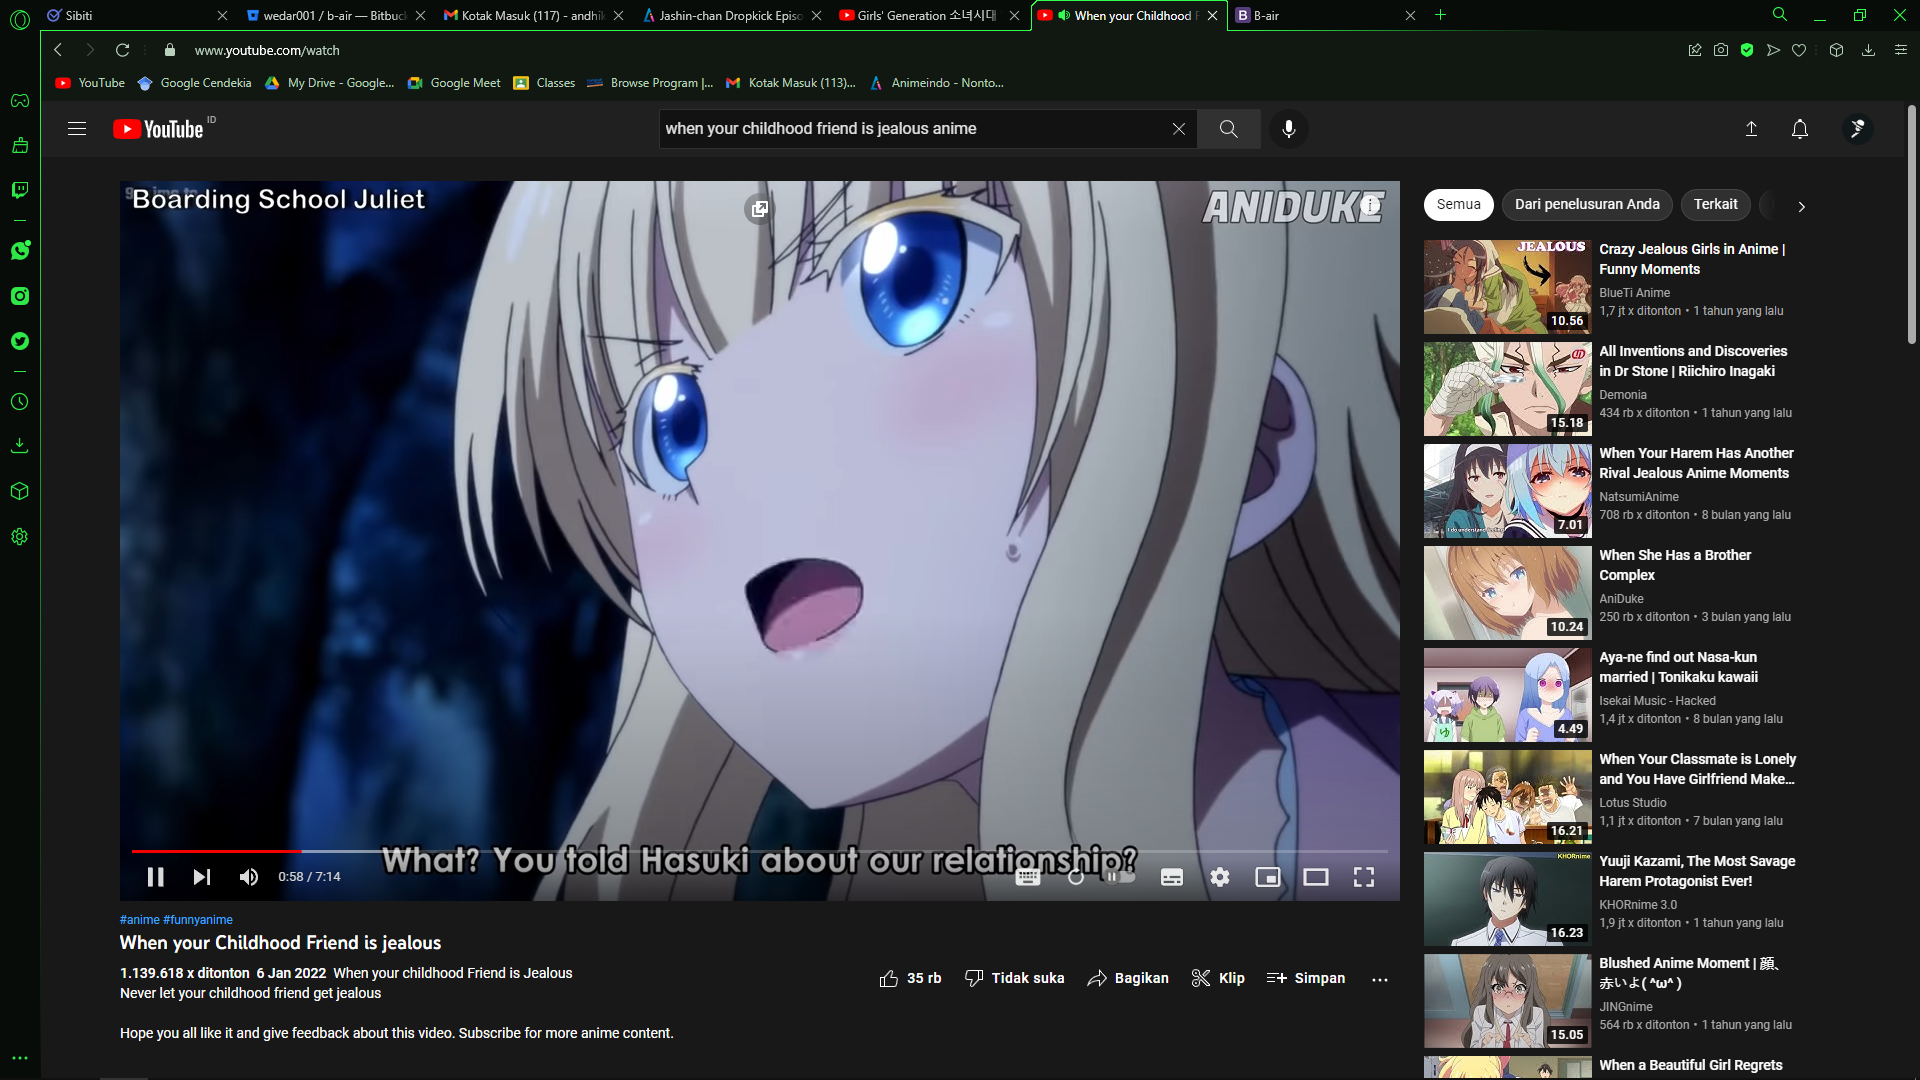 Sibiti
wedar001 / b-air — Bitbuck
Kotak Masuk (117) - andhik
Jashin-chan Dropkick Episo
Girls' Generation 소녀시대
When your Childhood F
B-air
www.youtube.com/watch
YouTube
Google Cendekia
My Drive - Google...
Google Meet
Classes
Browse Program |...
Kotak Masuk (113)...
Animeindo - Nonto...
YouTube ID
when your childhood friend is jealous anime
Boarding School Juliet
ANIDUKE
What? You told Hasuki about our relationship?
0:58 / 7:14
#anime #funnyanime
When your Childhood Friend is jealous
1.139.618 x ditonton 6 Jan 2022 When your childhood Friend is Jealous
Never let your childhood friend get jealous
Hope you all like it and give feedback about this video. Subscribe for more anime content.
35 rb
Tidak suka
Bagikan
Klip
Simpan
Semua
Dari penelusuran Anda
Terkait
JEALOUS
10.56
Crazy Jealous Girls in Anime |
Funny Moments
BlueTi Anime
1,7 jt x ditonton • 1 tahun yang lalu
15.18
All Inventions and Discoveries
in Dr Stone | Riichiro Inagaki
Demonia
434 rb x ditonton • 1 tahun yang lalu
7.01
When Your Harem Has Another
Rival Jealous Anime Moments
NatsumiAnime
708 rb x ditonton • 8 bulan yang lalu
10.24
When She Has a Brother
Complex
AniDuke
250 rb x ditonton • 3 bulan yang lalu
ゆ
4.49
Aya-ne find out Nasa-kun
married | Tonikaku kawaii
Isekai Music - Hacked
1,4 jt x ditonton • 8 bulan yang lalu
16.21
When Your Classmate is Lonely
and You Have Girlfriend Make...
Lotus Studio
1,1 jt x ditonton • 7 bulan yang lalu
KHORnime
16.23
Yuuji Kazami, The Most Savage
Harem Protagonist Ever!
KHORnime 3.0
1,9 jt x ditonton • 1 tahun yang lalu
15.05
Blushed Anime Moment | 顔、
赤いよ( ^ω^ )
JINGnime
564 rb x ditonton • 1 tahun yang lalu
When a Beautiful Girl Regrets